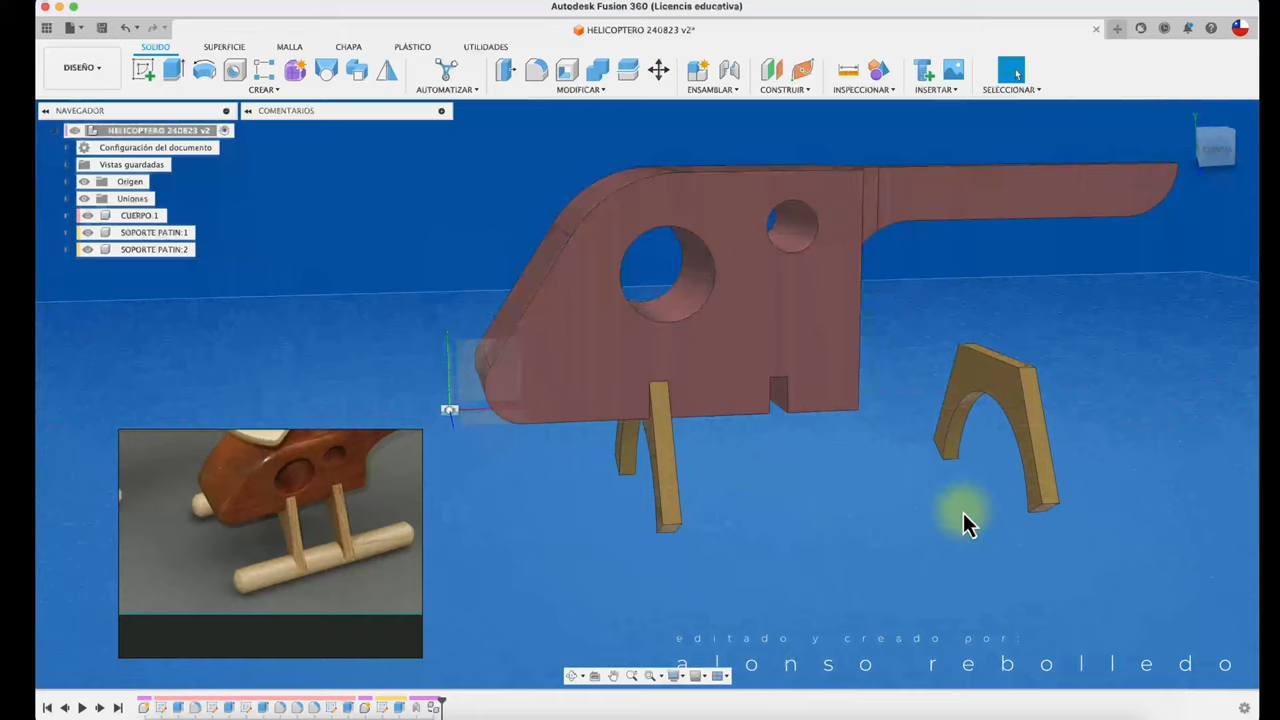 Autodesk Fusion 360 (Licencis educativa)
HELICOPTERO 240823 v2*
SÓLIDO SUPERFICIE MALLA CHAPA PLÁSTICO UTILIDADES
DISEÑO
CREAR AUTOMATIZAR MODIFICAR ENSAMBLAR CONSTRUIR INSPECCIONAR INSERTAR SELECCIONAR
NAVEGADOR COMENTARIOS
HELICOPTERO 240823 v2
Configuración del documento
Vistas guardadas
Origen
Uniones
CUERPO 1
SOPORTE PATIN:1
SOPORTE PATIN:2
Y
editado y creado por:
alonso rebolledo